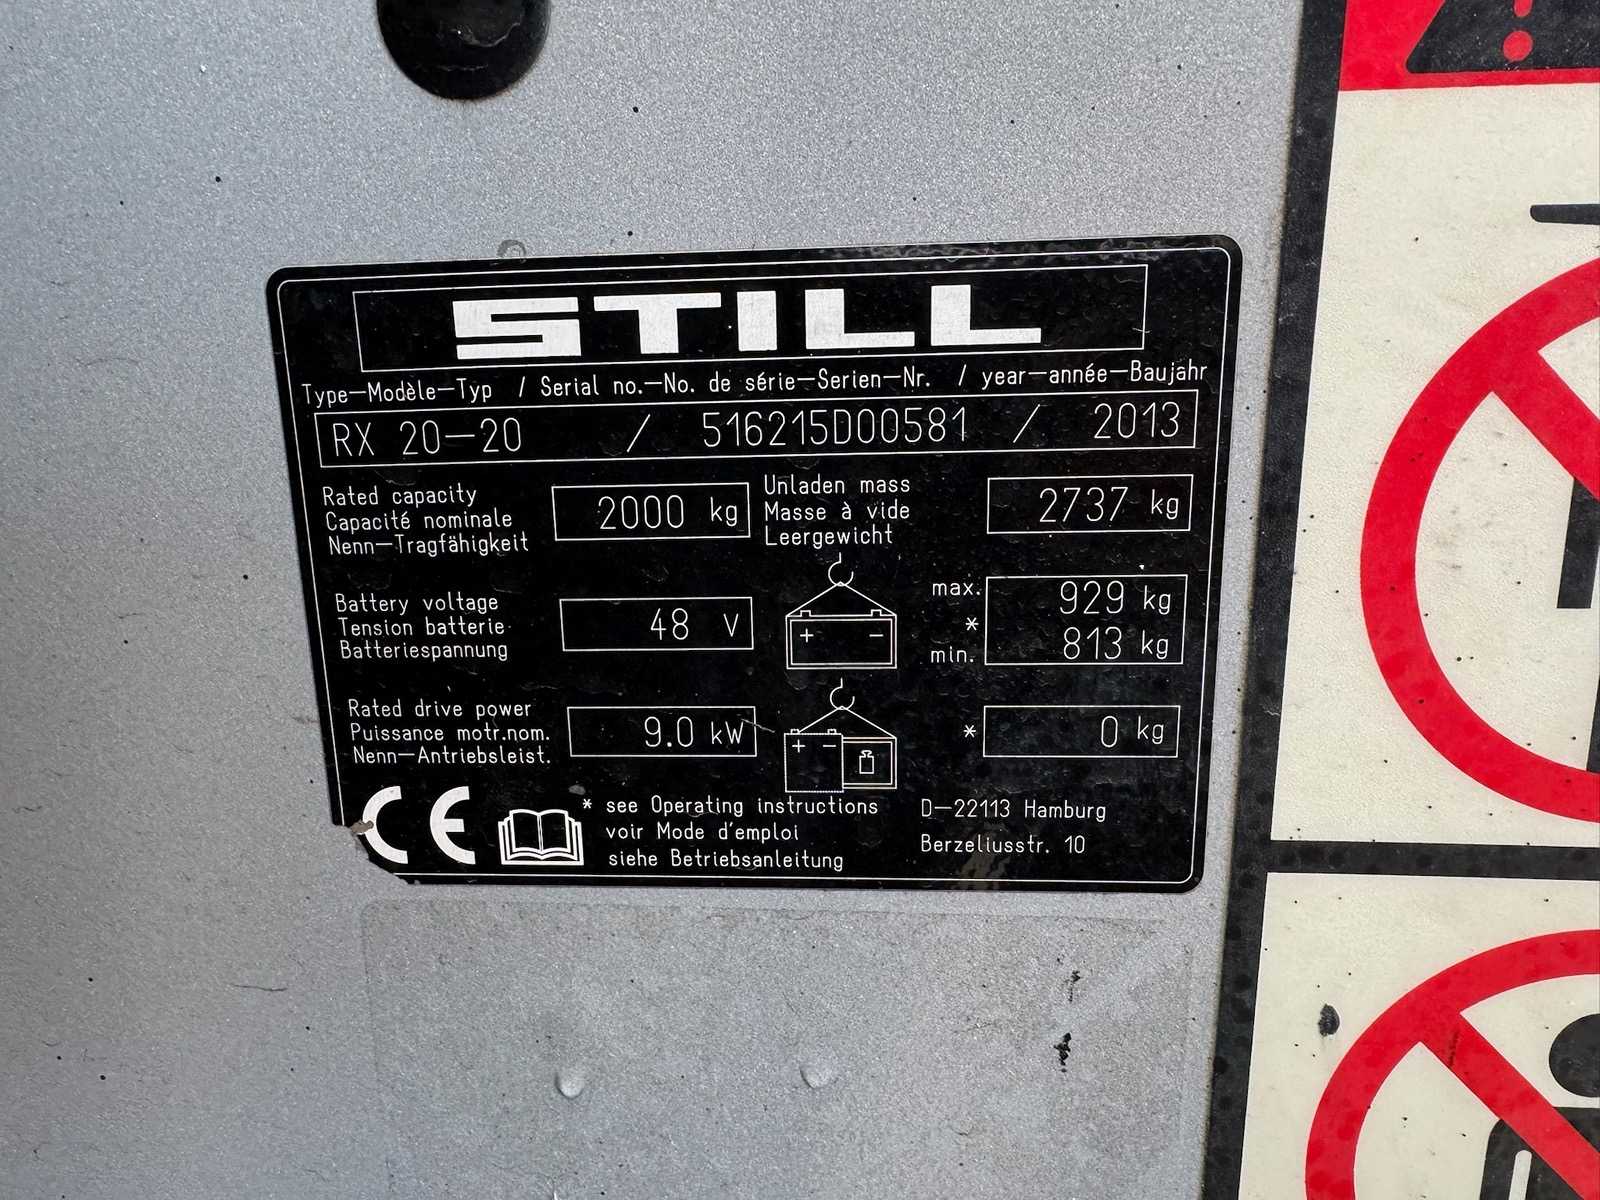 STILL
Type-Modèle-Typ / Serial no.-No. de série-Serien-Nr. / year-année-Baujahr
RX 20-20 / 516215D00581 / 2013
Rated capacity
Capacité nominale
Nenn-Tragfähigkeit
2000 kg
Unladen mass
Masse à vide
Leergewicht
2737 kg
Battery voltage
Tension batterie
Batteriespannung
48 V
+ -
max.
*
min.
929 kg
813 kg
Rated drive power
Puissance motr.nom.
Nenn-Antriebsleist.
9.0 kW
+ -
* 0 kg
CE
* see Operating instructions
voir Mode d'emploi
siehe Betriebsanleitung
D-22113 Hamburg
Berzeliusstr. 10